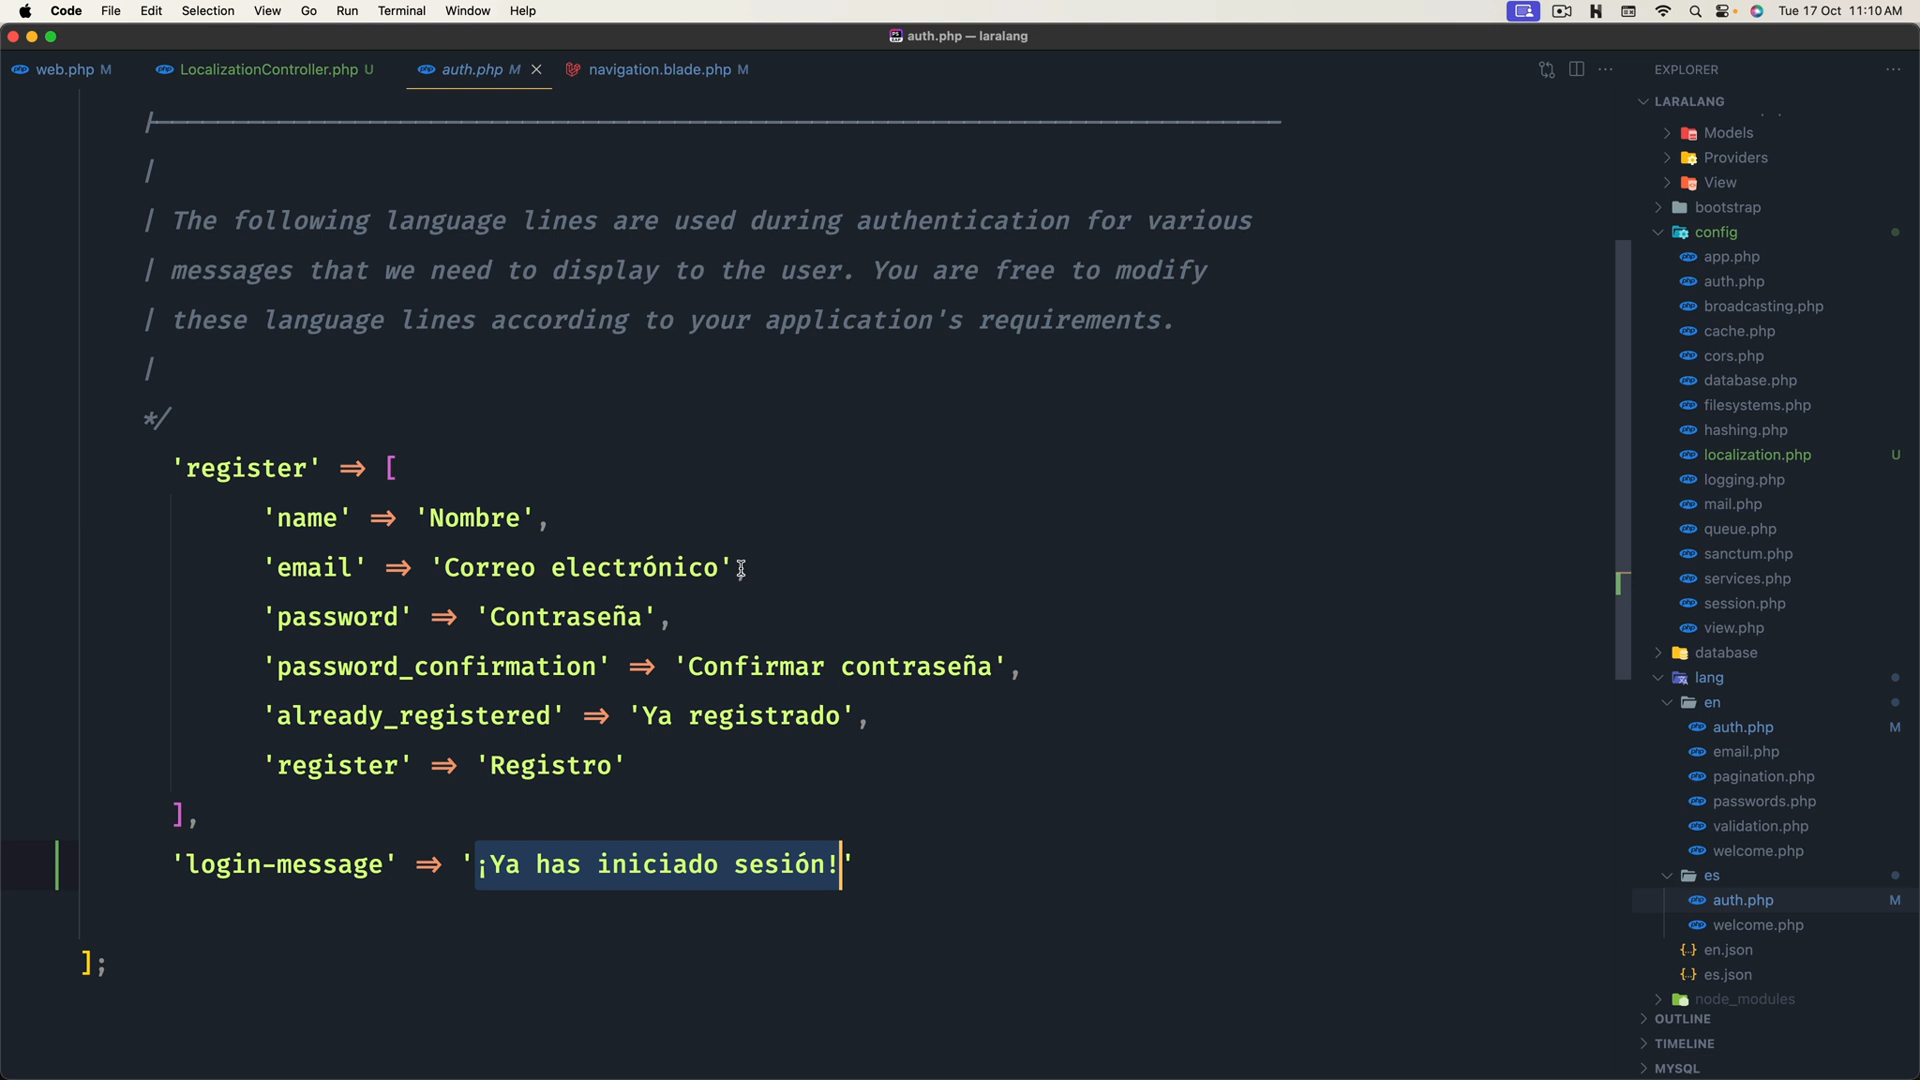 Code File Edit Selection View Go Run Terminal Window Help Tue 17 Oct 11:10 AM
auth.php — laralang
web.php M LocalizationController.php U auth.php M navigation.blade.php M
|
| The following language lines are used during authentication for various
| messages that we need to display to the user. You are free to modify
| these language lines according to your application's requirements.
|
*/
'register' => [
'name' => 'Nombre',
'email' => 'Correo electrónico'
'password' => 'Contraseña',
'password_confirmation' => 'Confirmar contraseña',
'already_registered' => 'Ya registrado',
'register' => 'Registro'
],
'login-message' => '¡Ya has iniciado sesión!'
];
EXPLORER
LARALANG
Models
Providers
View
bootstrap
config
app.php
auth.php
broadcasting.php
cache.php
cors.php
database.php
filesystems.php
hashing.php
localization.php U
logging.php
mail.php
queue.php
sanctum.php
services.php
session.php
view.php
database
lang
en
auth.php M
email.php
pagination.php
passwords.php
validation.php
welcome.php
es
auth.php M
welcome.php
en.json
es.json
node_modules
OUTLINE
TIMELINE
MYSQL